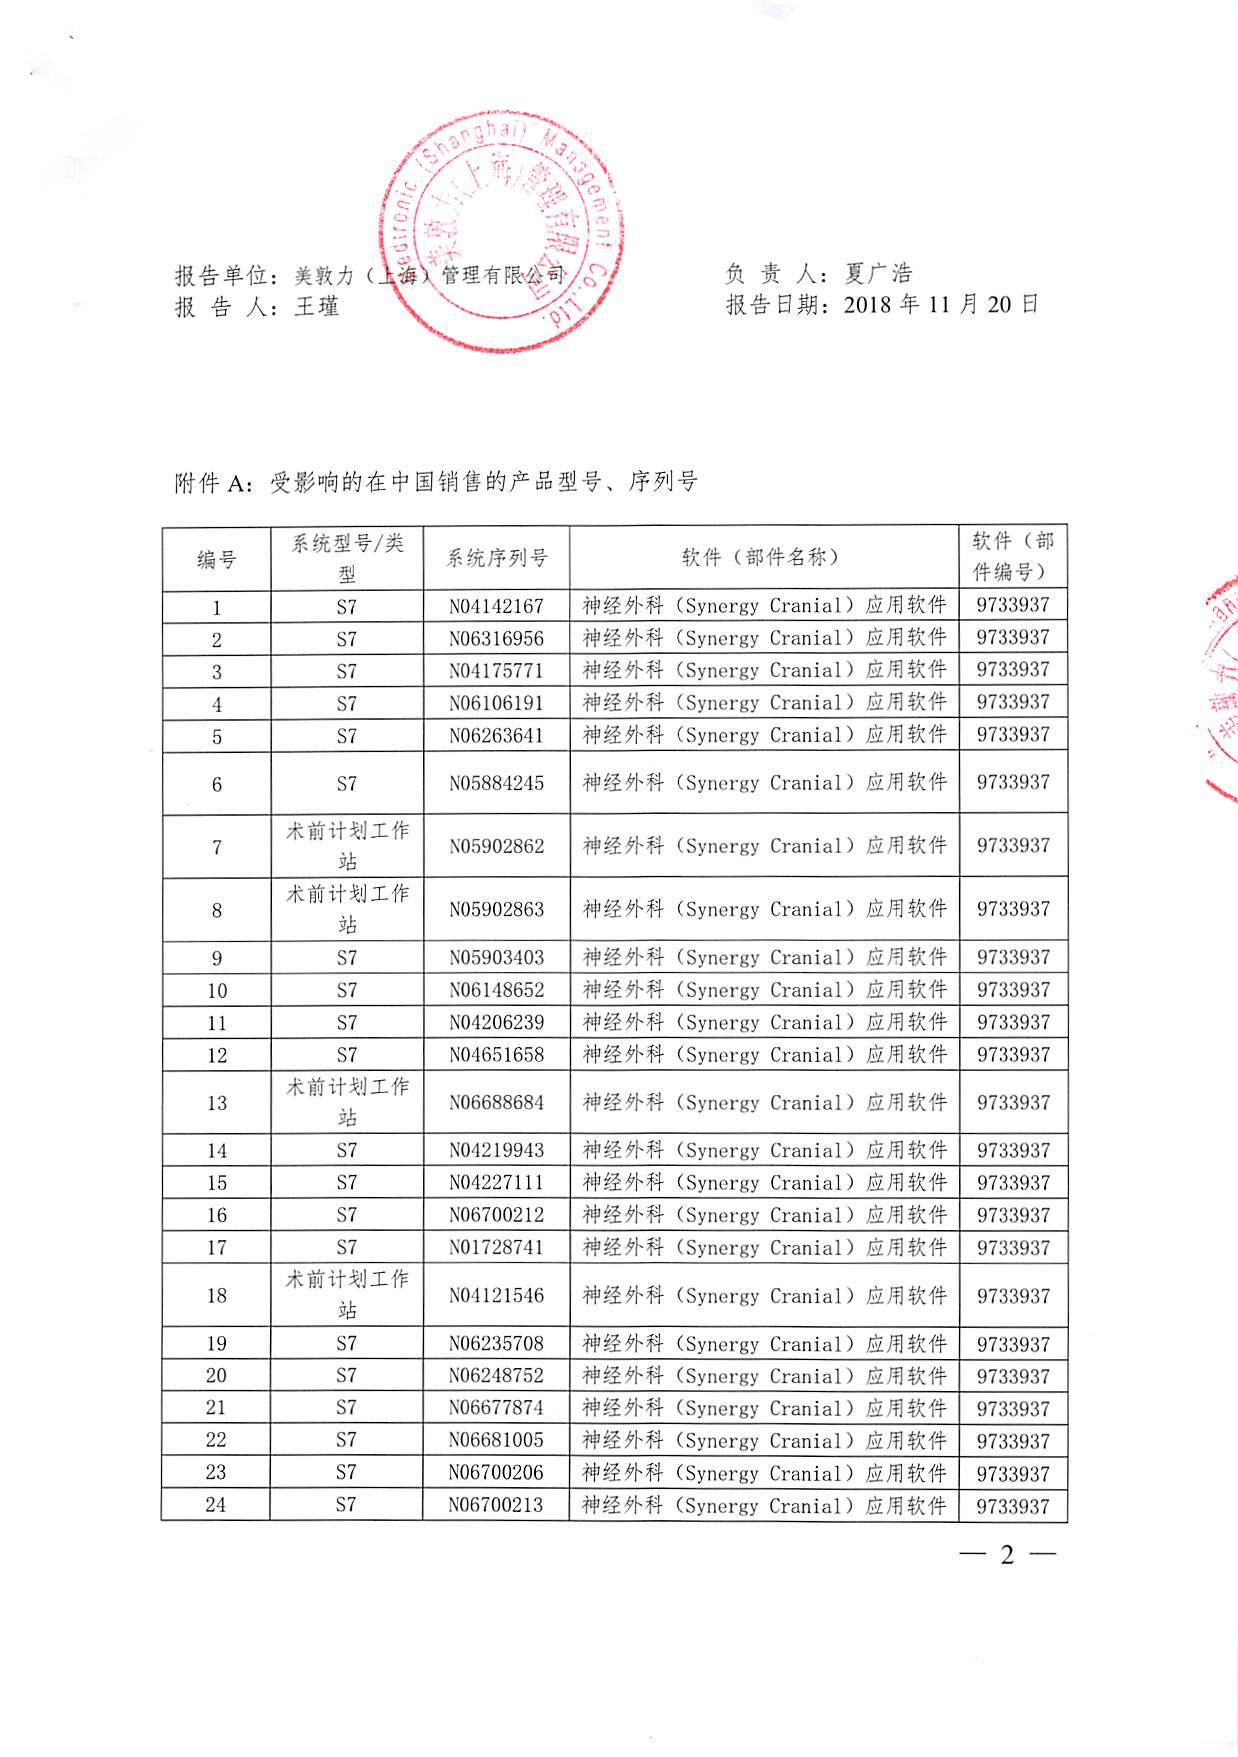 Medtronic (Shanghai) Management Co.,Ltd.
美敦力(上海)管理有限公司
报告单位：美敦力（上海）管理有限公司 负 责 人：夏广浩
报 告 人：王瑾 报告日期：2018 年 11 月 20 日
附件 A：受影响的在中国销售的产品型号、序列号
编号 系统型号/类型 系统序列号 软件（部件名称） 软件（部件编号）
1 S7 N04142167 神经外科（Synergy Cranial）应用软件 9733937
2 S7 N06316956 神经外科（Synergy Cranial）应用软件 9733937
3 S7 N04175771 神经外科（Synergy Cranial）应用软件 9733937
4 S7 N06106191 神经外科（Synergy Cranial）应用软件 9733937
5 S7 N06263641 神经外科（Synergy Cranial）应用软件 9733937
6 S7 N05884245 神经外科（Synergy Cranial）应用软件 9733937
7 术前计划工作站 N05902862 神经外科（Synergy Cranial）应用软件 9733937
8 术前计划工作站 N05902863 神经外科（Synergy Cranial）应用软件 9733937
9 S7 N05903403 神经外科（Synergy Cranial）应用软件 9733937
10 S7 N06148652 神经外科（Synergy Cranial）应用软件 9733937
11 S7 N04206239 神经外科（Synergy Cranial）应用软件 9733937
12 S7 N04651658 神经外科（Synergy Cranial）应用软件 9733937
13 术前计划工作站 N06688684 神经外科（Synergy Cranial）应用软件 9733937
14 S7 N04219943 神经外科（Synergy Cranial）应用软件 9733937
15 S7 N04227111 神经外科（Synergy Cranial）应用软件 9733937
16 S7 N06700212 神经外科（Synergy Cranial）应用软件 9733937
17 S7 N01728741 神经外科（Synergy Cranial）应用软件 9733937
18 术前计划工作站 N04121546 神经外科（Synergy Cranial）应用软件 9733937
19 S7 N06235708 神经外科（Synergy Cranial）应用软件 9733937
20 S7 N06248752 神经外科（Synergy Cranial）应用软件 9733937
21 S7 N06677874 神经外科（Synergy Cranial）应用软件 9733937
22 S7 N06681005 神经外科（Synergy Cranial）应用软件 9733937
23 S7 N06700206 神经外科（Synergy Cranial）应用软件 9733937
24 S7 N06700213 神经外科（Synergy Cranial）应用软件 9733937
— 2 —